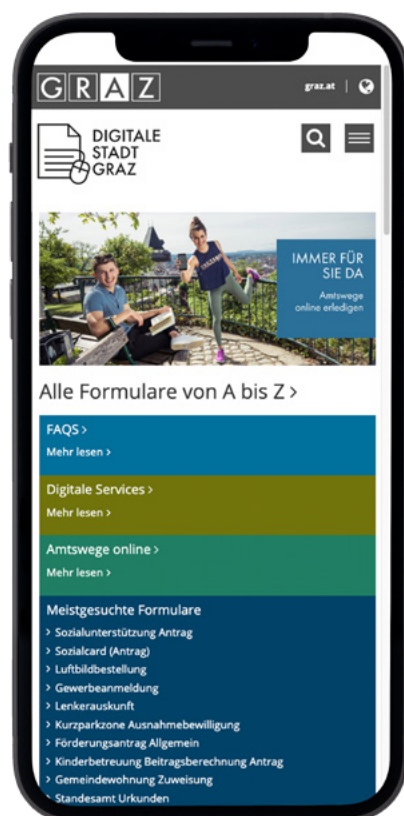 GRAZ
graz.at |
DIGITALE
STADT
GRAZ
IMMER FÜR
SIE DA
Amtswege
online erledigen
Alle Formulare von A bis Z >
FAQS >
Mehr lesen >
Digitale Services >
Mehr lesen >
Amtswege online >
Mehr lesen >
Meistgesuchte Formulare
> Sozialunterstützung Antrag
> Sozialcard (Antrag)
> Luftbildbestellung
> Gewerbeanmeldung
> Lenkerauskunft
> Kurzparkzone Ausnahmebewilligung
> Förderungsantrag Allgemein
> Kinderbetreuung Beitragsberechnung Antrag
> Gemeindewohnung Zuweisung
> Standesamt Urkunden